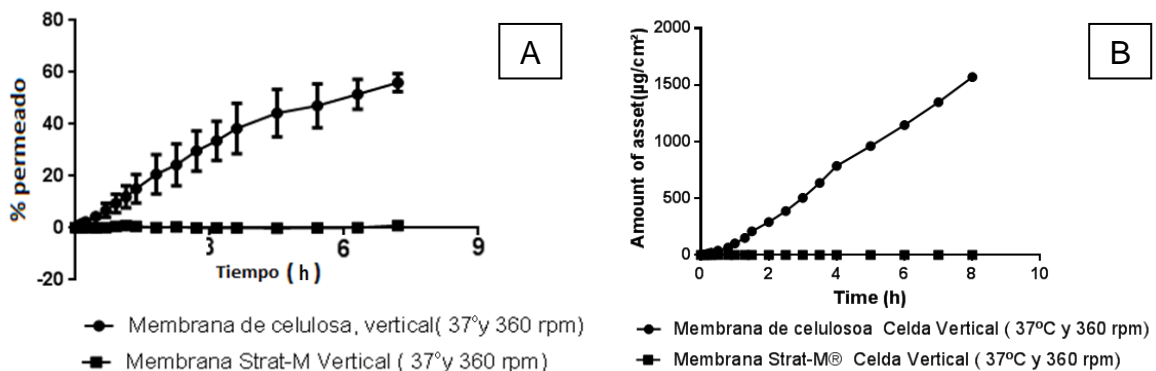 80
60
40
20
0
-20
% permeado
3
6
9
Tiempo ( h )
A
Membrana de celulosa, vertical( 37°y 360 rpm)
Membrana Strat-M Vertical ( 37°y 360 rpm)
2000
1500
1000
500
0
Amount of asset(µg/cm²)
0 2 4 6 8 10
Time (h)
B
Membrana de celulosoa Celda Vertical ( 37ºC y 360 rpm)
Membrana Strat-M® Celda Vertical ( 37ºC y 360 rpm)